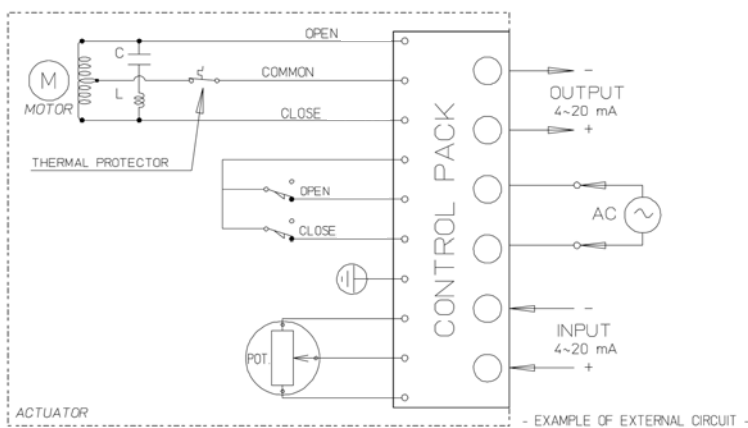 OPEN
C
M
MOTOR
L
COMMON
CLOSE
THERMAL PROTECTOR
OPEN
CLOSE
POT.
ACTUATOR
CONTROL PACK
-
OUTPUT
4~20 mA
+
AC
-
INPUT
4~20 mA
+
- EXAMPLE OF EXTERNAL CIRCUIT -